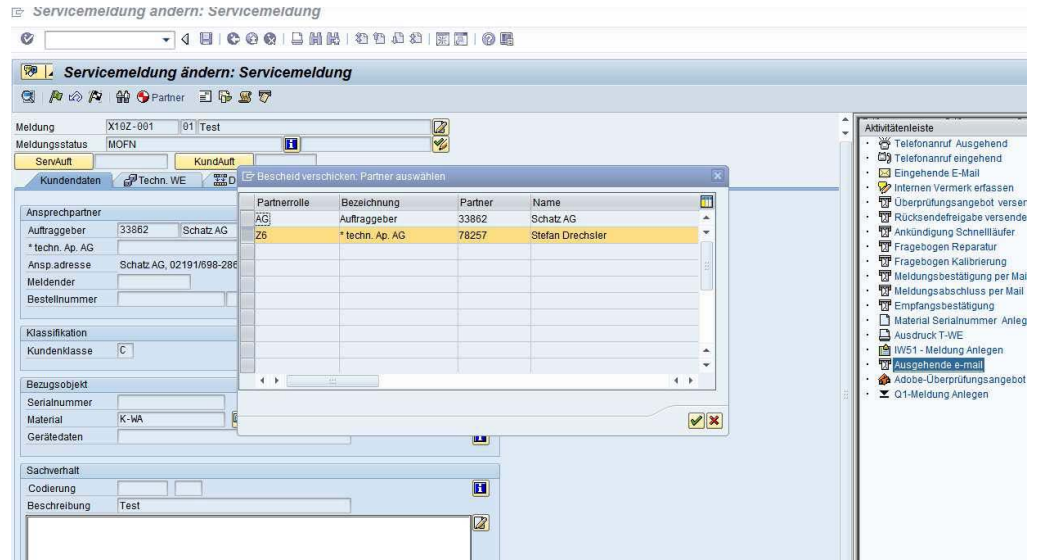 Servicemeldung ändern: Servicemeldung
Servicemeldung ändern: Servicemeldung
Partner
Meldung X10Z-001 01 Test
Meldungsstatus MOFN
ServAuft KundAuft
Kundendaten Techn. WE D
Ansprechpartner
Auftraggeber 33862 Schatz AG
* techn. Ap. AG
Ansp.adresse Schatz AG, 02191/698-286
Meldender
Bestellnummer
Klassifikation
Kundenklasse C
Bezugsobjekt
Serialnummer
Material K-WA
Gerätedaten
Sachverhalt
Codierung
Beschreibung Test
Bescheid verschicken: Partner auswählen
Partnerrolle Bezeichnung Partner Name
AG Auftraggeber 33862 Schatz AG
Z6 * techn. Ap. AG 78257 Stefan Drechsler
Aktivitätenleiste
Telefonanruf Ausgehend
Telefonanruf eingehend
Eingehende E-Mail
Internen Vermerk erfassen
Überprüfungsangebot verser
Rücksendefreigabe versende
Ankündigung Schnellläufer
Fragebogen Reparatur
Fragebogen Kalibrierung
Meldungsbestätigung per Mai
Meldungsabschluss per Mail
Empfangsbestätigung
Material Serialnummer Anleg
Ausdruck T-WE
IW51 - Meldung Anlegen
Ausgehende e-mail
Adobe-Überprüfungsangebot
Q1-Meldung Anlegen